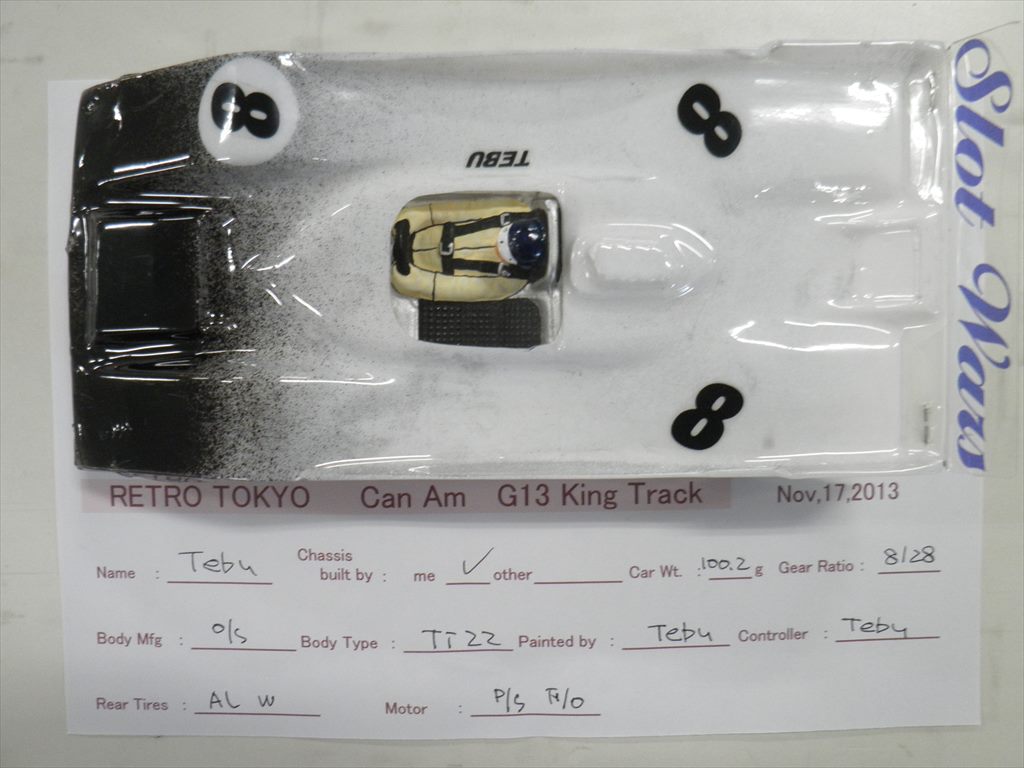 8
8
TEBU
8
Slot Wars
RETRO TOKYO Can Am G13 King Track Nov,17,2013
Name : Tebu Chassis built by : me ✓ other Car Wt. : 100.2 g Gear Ratio : 8/28
Body Mfg : O/S Body Type : TI22 Painted by : Tebu Controller : Tebu
Rear Tires : AL W Motor : P/S